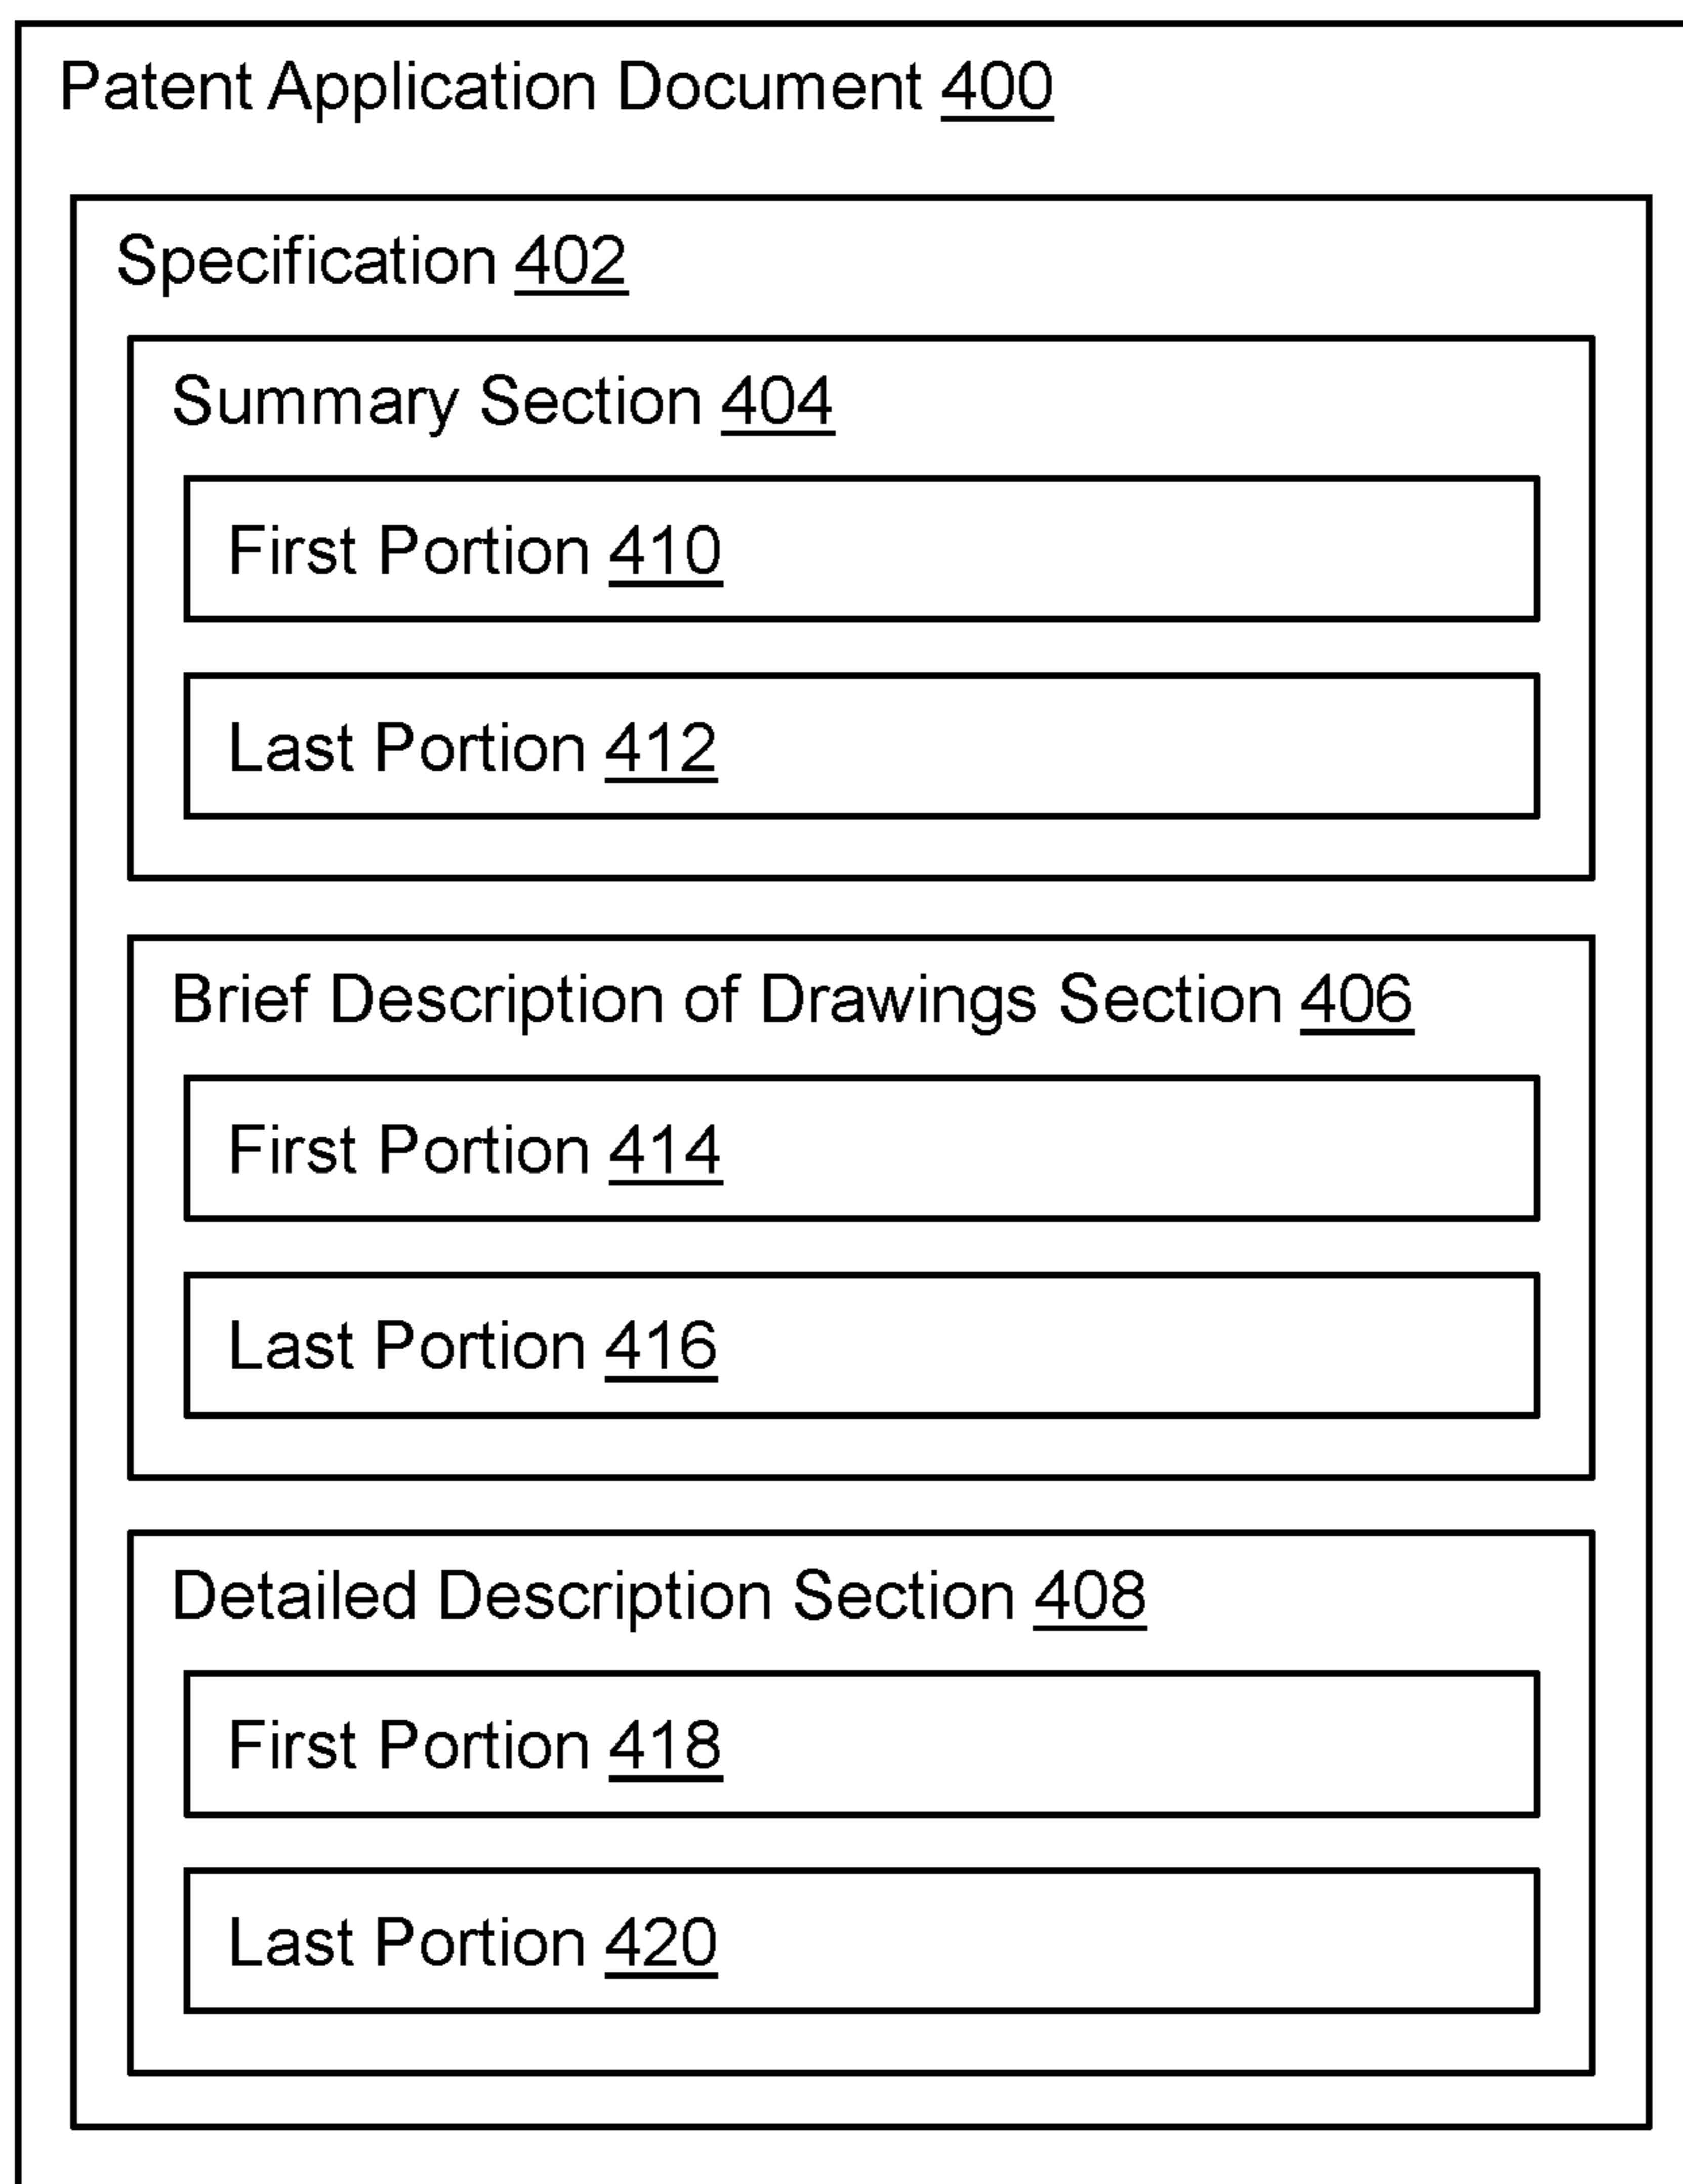 Patent Application Document 400
Specification 402
Summary Section 404
First Portion 410
Last Portion 412
Brief Description of Drawings Section 406
First Portion 414
Last Portion 416
Detailed Description Section 408
First Portion 418
Last Portion 420